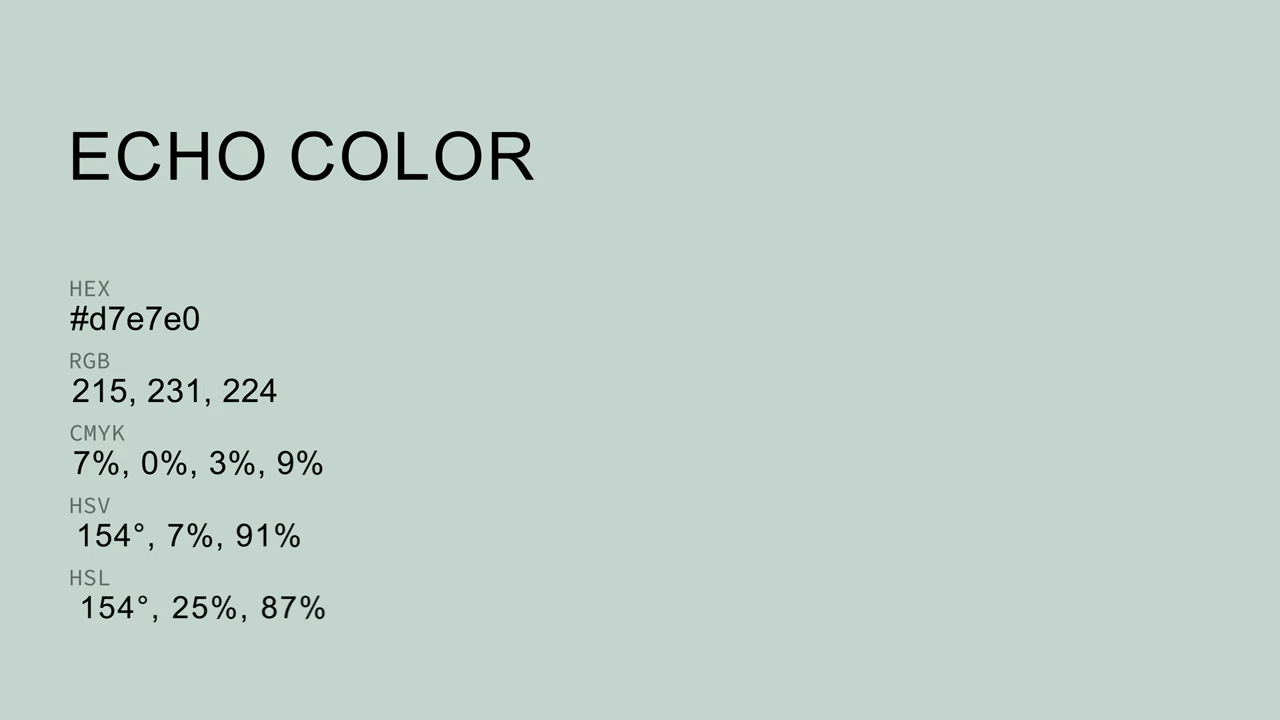 ECHO COLOR
HEX
#d7e7e0
RGB
215, 231, 224
CMYK
7%, 0%, 3%, 9%
HSV
154°, 7%, 91%
HSL
154°, 25%, 87%